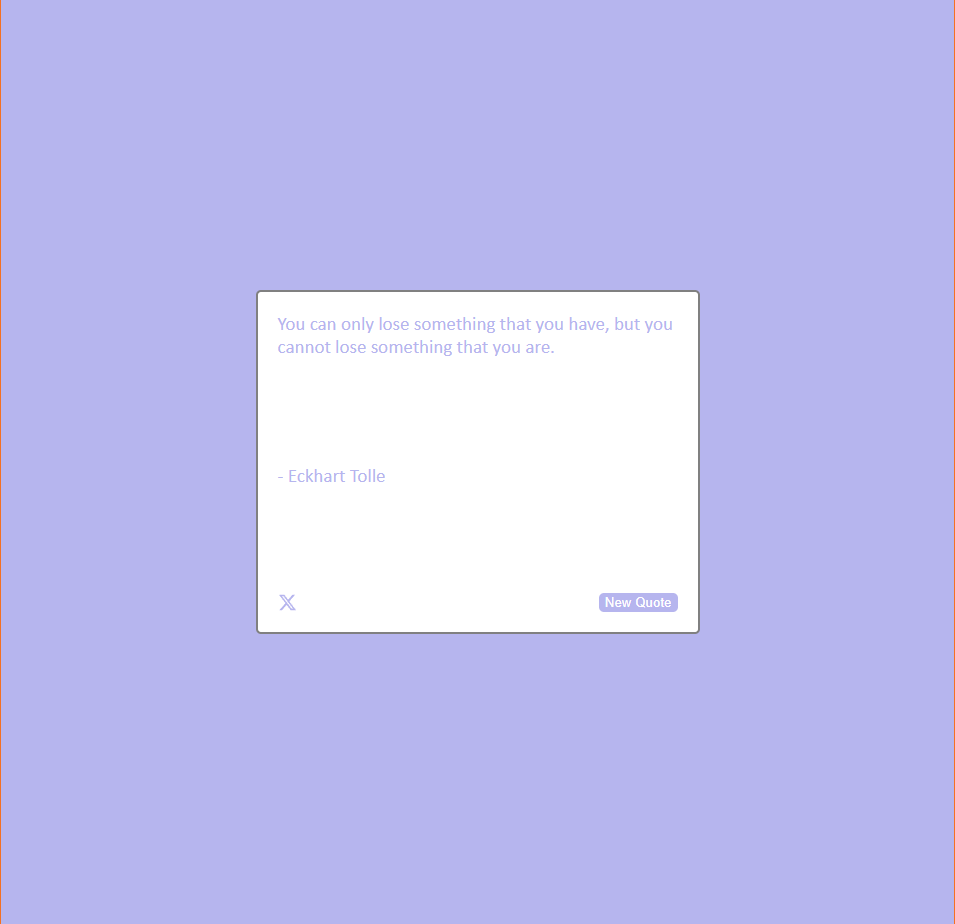 You can only lose something that you have, but you
cannot lose something that you are.
- Eckhart Tolle
New Quote